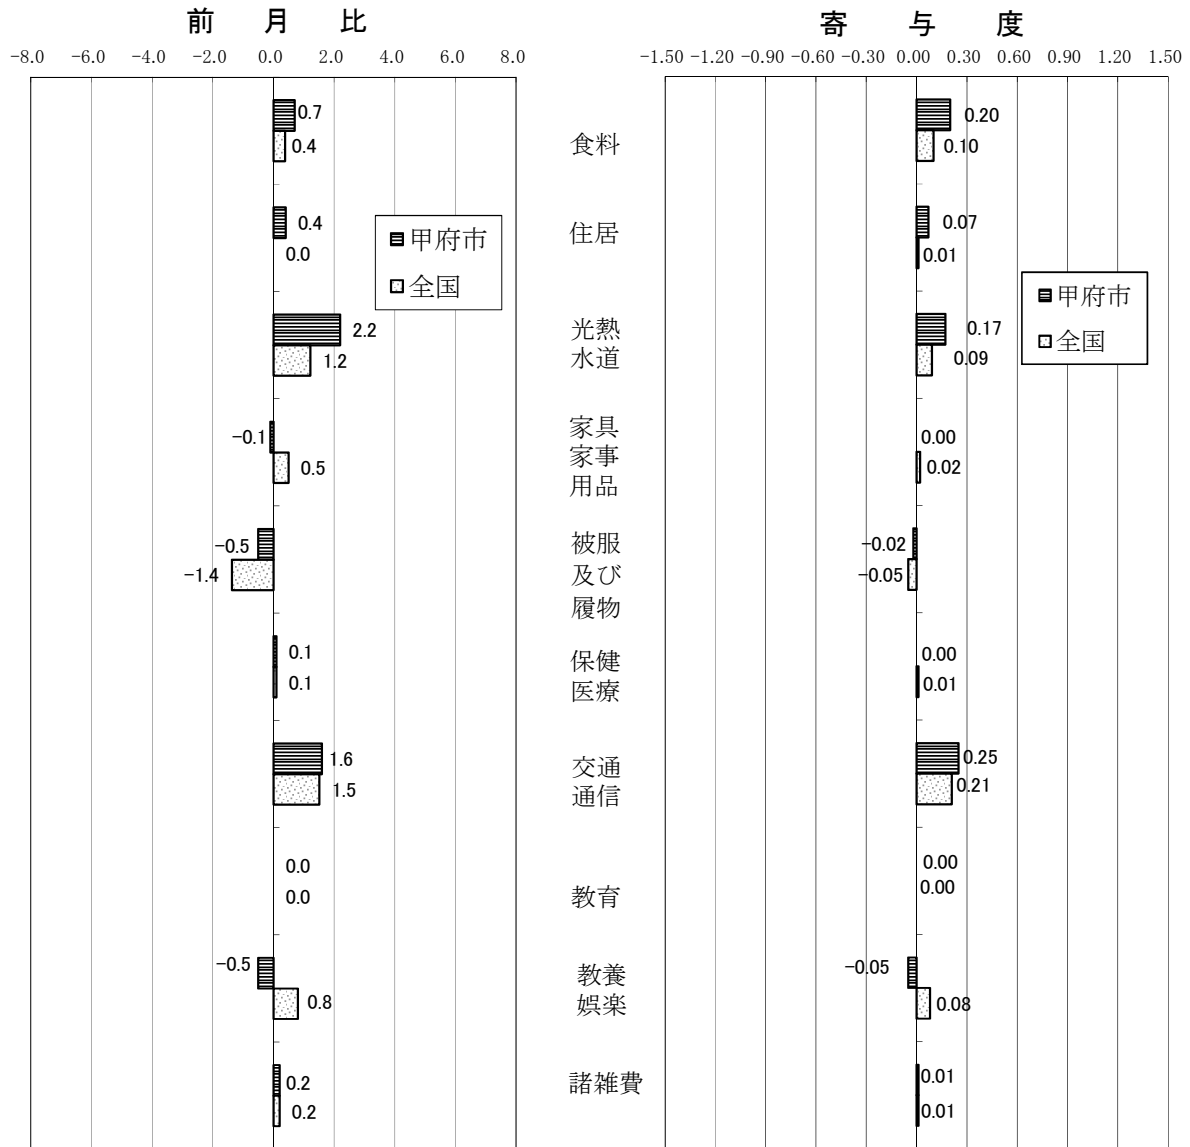 前 月 比
-8.0 -6.0 -4.0 -2.0 0.0 2.0 4.0 6.0 8.0
0.7
0.4
0.4
0.0
甲府市
全国
2.2
1.2
-0.1
0.5
-0.5
-1.4
0.1
0.1
1.6
1.5
0.0
0.0
-0.5
0.8
0.2
0.2
食料
住居
光熱
水道
家具
家事
用品
被服
及び
履物
保健
医療
交通
通信
教育
教養
娯楽
諸雑費
寄 与 度
-1.50 -1.20 -0.90 -0.60 -0.30 0.00 0.30 0.60 0.90 1.20 1.50
0.20
0.10
0.07
0.01
甲府市
全国
0.17
0.09
0.00
0.02
-0.02
-0.05
0.00
0.01
0.25
0.21
0.00
0.00
-0.05
0.08
0.01
0.01